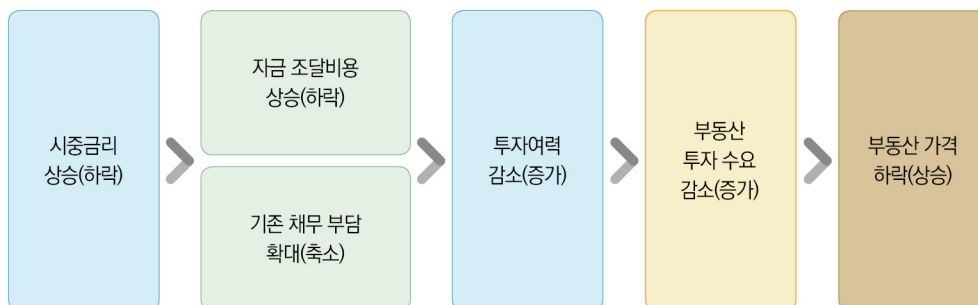 시중금리
상승(하락)
자금 조달비용
상승(하락)
기존 채무 부담
확대(축소)
투자여력
감소(증가)
부동산
투자 수요
감소(증가)
부동산 가격
하락(상승)